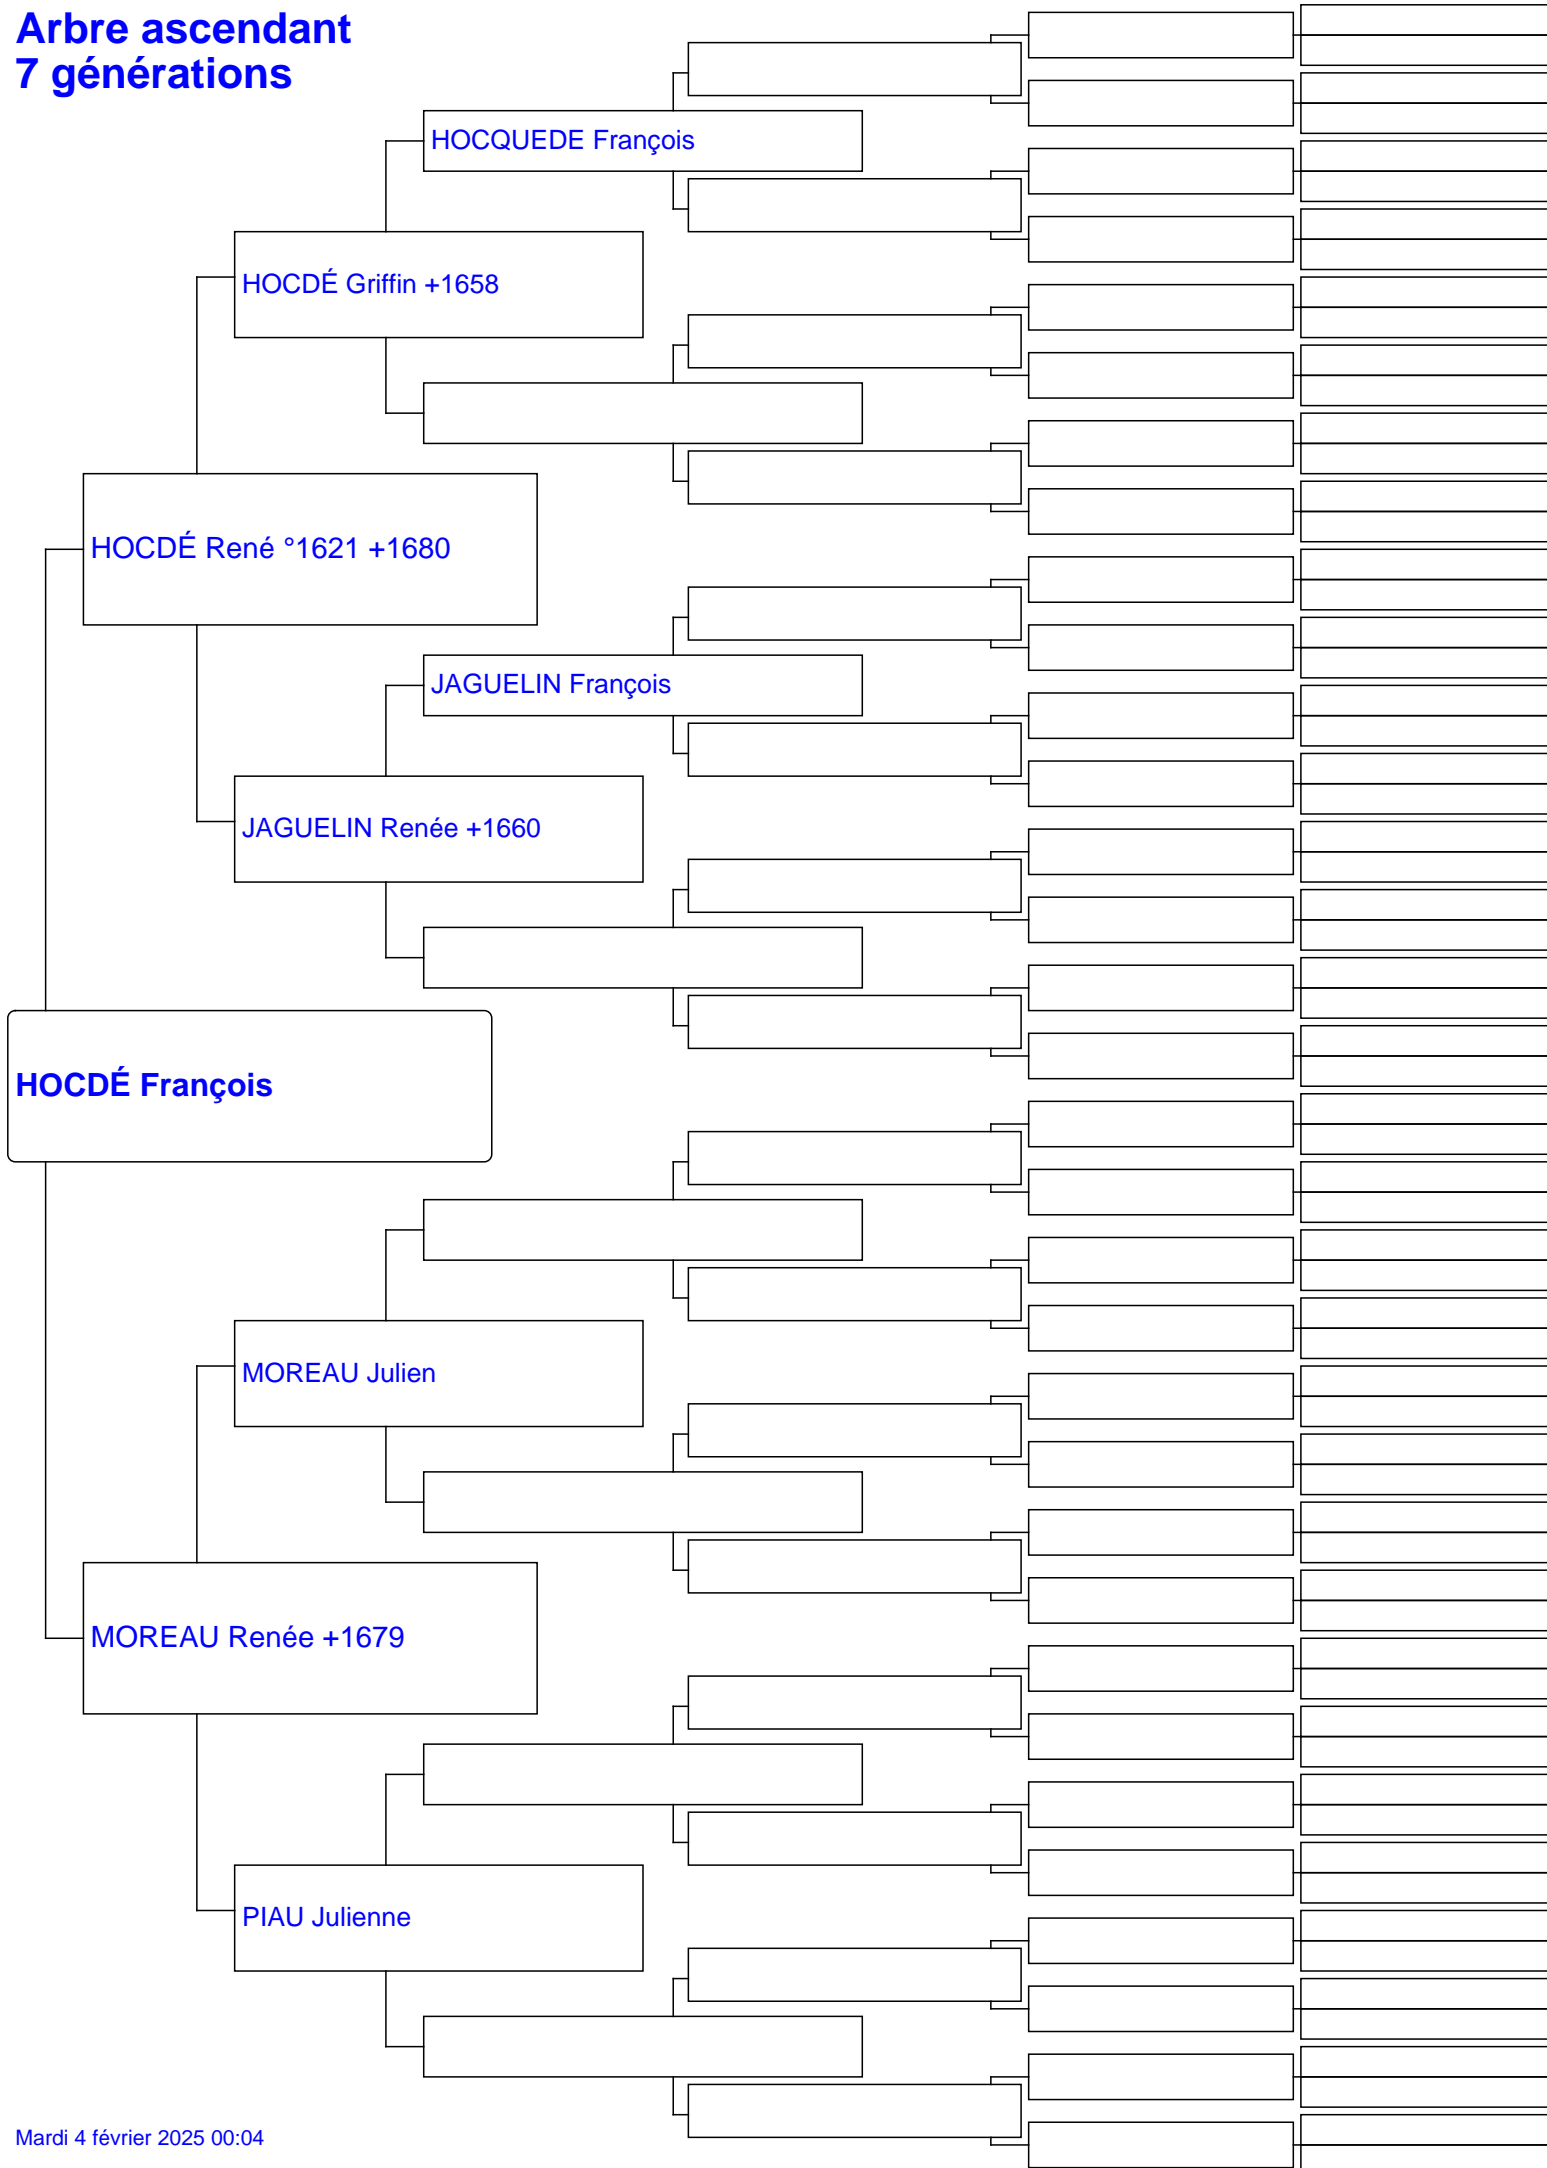 Arbre ascendant
7 générations
HOCQUEDE François
HOCDÉ Griffin +1658
HOCDÉ René °1621 +1680
JAGUELIN François
JAGUELIN Renée +1660
HOCDÉ François
MOREAU Julien
MOREAU Renée +1679
PIAU Julienne
Mardi 4 février 2025 00:04